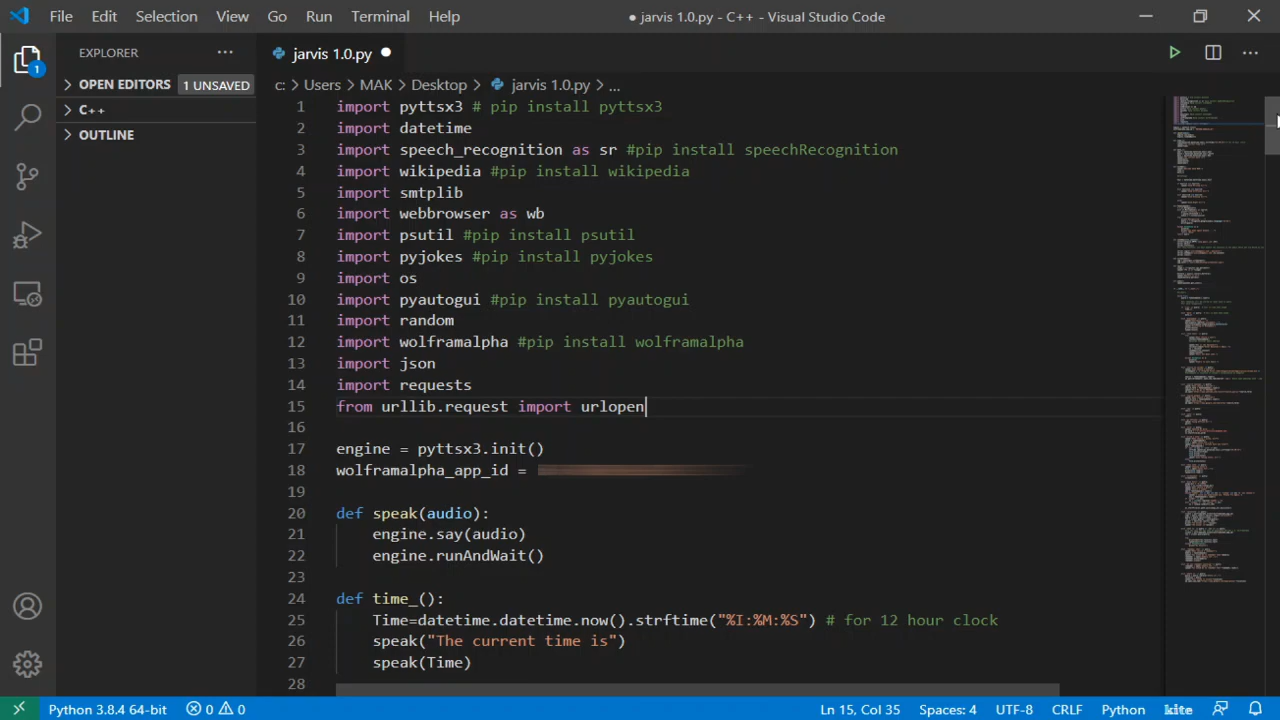 File Edit Selection View Go Run Terminal Help
● jarvis 1.0.py - C++ - Visual Studio Code
EXPLORER ···
OPEN EDITORS 1 UNSAVED
C++
OUTLINE
1
jarvis 1.0.py ●
c: > Users > MAK > Desktop > jarvis 1.0.py > ...
1 import pyttsx3 # pip install pyttsx3
2 import datetime
3 import speech_recognition as sr #pip install speechRecognition
4 import wikipedia #pip install wikipedia
5 import smtplib
6 import webbrowser as wb
7 import psutil #pip install psutil
8 import pyjokes #pip install pyjokes
9 import os
10 import pyautogui #pip install pyautogui
11 import random
12 import wolframalpha #pip install wolframalpha
13 import json
14 import requests
15 from urllib.request import urlopen
16
17 engine = pyttsx3.init()
18 wolframalpha_app_id =
19
20 def speak(audio):
21     engine.say(audio)
22     engine.runAndWait()
23
24 def time_():
25     Time=datetime.datetime.now().strftime("%I:%M:%S") # for 12 hour clock
26     speak("The current time is")
27     speak(Time)
28
Python 3.8.4 64-bit 0 0 Ln 15, Col 35 Spaces: 4 UTF-8 CRLF Python kite